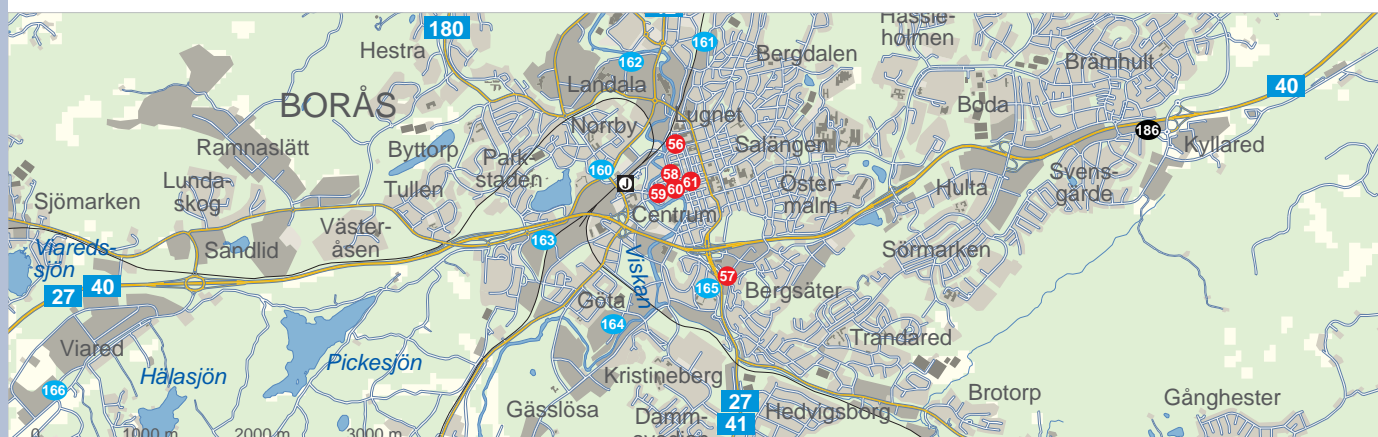 180
161
Hässle-
holmen
Hestra
162
Bergdalen
Brämhult
Landala
40
BORÅS
Lugnet
Boda
Norrby
186
56
Ramnaslätt
Byttorp
Park-
staden
Salängen
Kyllared
160
58
J
61
59
60
Lunda-
skog
Tullen
Öster-
malm
Hulta
Svens-
gärde
Sjömarken
Centrum
Väster-
åsen
Sandlid
163
Viareds-
sjön
Viskan
Sörmarken
57
165
Bergsäter
40
27
Göta
164
Trandared
Viared
Pickesjön
Hälasjön
Kristineberg
166
Brotorp
Gånghester
27
41
Gässlösa
Hedvigsborg
Damm-
0
1000 m
2000 m
3000 m